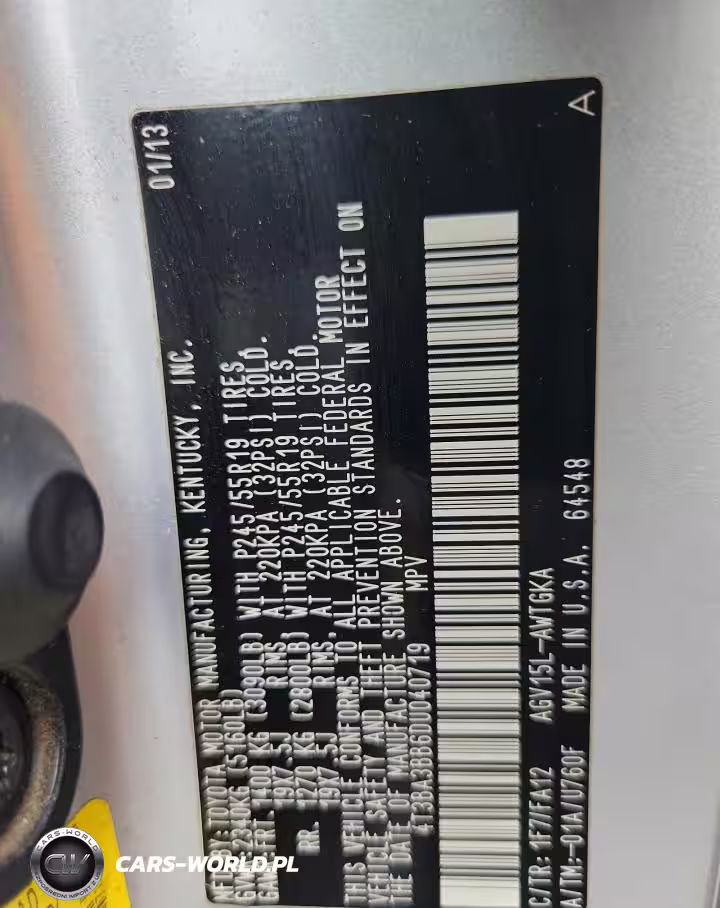 MFD. BY: TOYOTA MOTOR MANUFACTURING, KENTUCKY, INC. 01/13
GVWR: 2340KG (5160LB)
GAWR: FRT. 1400 KG (3090LB) WITH P245/55R19 TIRES,
19X7.5J RIMS, AT 220KPA (32PSI) COLD.
RR. 1270 KG (2800LB) WITH P245/55R19 TIRES,
19X7.5J RIMS, AT 220KPA (32PSI) COLD.
THIS VEHICLE CONFORMS TO ALL APPLICABLE FEDERAL MOTOR
VEHICLE SAFETY AND THEFT PREVENTION STANDARDS IN EFFECT ON
THE DATE OF MANUFACTURE SHOWN ABOVE.
4T3BA3BB6DU040719 MPV
C/TR: 1F7/FA12 AGV15L-AWTGKA A
A/TM: -01A/U760F MADE IN U.S.A. 64548
CARS-WORLD
CW
CARS-WORLD.PL